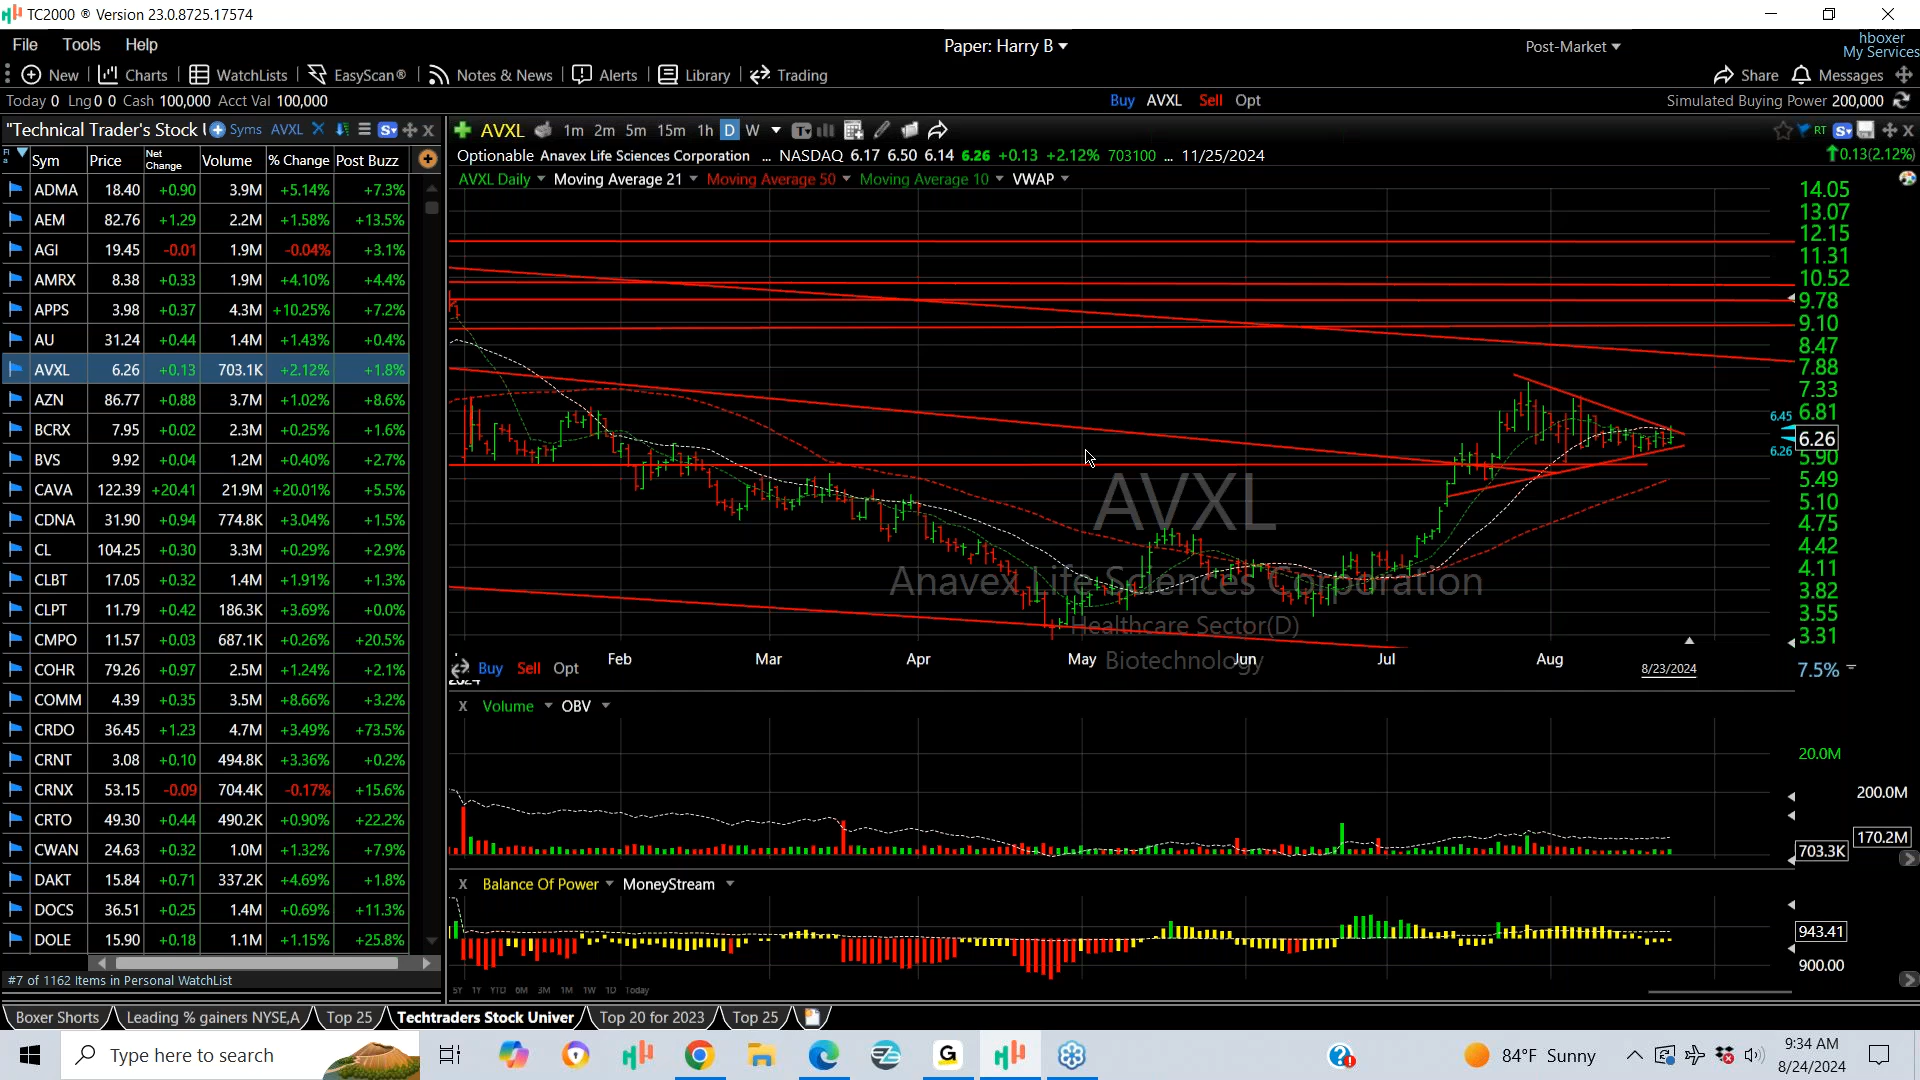 TC2000 ® Version 23.0.8725.17574
File Tools Help
Paper: Harry B
Post-Market
hboxer
My Services
New Charts WatchLists EasyScan® Notes & News Alerts Library Trading
Share Messages
Today 0 Lng 0 0 Cash 100,000 Acct Val 100,000
Buy AVXL Sell Opt
Simulated Buying Power 200,000
"Technical Trader's Stock Syms AVXL
AVXL 1m 2m 5m 15m 1h D W
RT
Sym Price Net Change Volume % Change Post Buzz
Optionable Anavex Life Sciences Corporation ... NASDAQ 6.17 6.50 6.14 6.26 +0.13 +2.12% 703100 ... 11/25/2024
0.13(2.12%)
AVXL Daily Moving Average 21 Moving Average 50 Moving Average 10 VWAP
ADMA 18.40 +0.90 3.9M +5.14% +7.3%
AEM 82.76 +1.29 2.2M +1.58% +13.5%
AGI 19.45 -0.01 1.9M -0.04% +3.1%
AMRX 8.38 +0.33 1.9M +4.10% +4.4%
APPS 3.98 +0.37 4.3M +10.25% +7.2%
AU 31.24 +0.44 1.4M +1.43% +0.4%
AVXL 6.26 +0.13 703.1K +2.12% +1.8%
AZN 86.77 +0.88 3.7M +1.02% +8.6%
BCRX 7.95 +0.02 2.3M +0.25% +1.6%
BVS 9.92 +0.04 1.2M +0.40% +2.7%
CAVA 122.39 +20.41 21.9M +20.01% +5.5%
CDNA 31.90 +0.94 774.8K +3.04% +1.5%
CL 104.25 +0.30 3.3M +0.29% +2.9%
CLBT 17.05 +0.32 1.4M +1.91% +1.3%
CLPT 11.79 +0.42 186.3K +3.69% +0.0%
CMPO 11.57 +0.03 687.1K +0.26% +20.5%
COHR 79.26 +0.97 2.5M +1.24% +2.1%
COMM 4.39 +0.35 3.5M +8.66% +3.2%
CRDO 36.45 +1.23 4.7M +3.49% +73.5%
CRNT 3.08 +0.10 494.8K +3.36% +0.2%
CRNX 53.15 -0.09 704.4K -0.17% +15.6%
CRTO 49.30 +0.44 490.2K +0.90% +22.2%
CWAN 24.63 +0.32 1.0M +1.32% +7.9%
DAKT 15.84 +0.71 337.2K +4.69% +1.8%
DOCS 36.51 +0.25 1.4M +0.69% +11.3%
DOLE 15.90 +0.18 1.1M +1.15% +25.8%
#7 of 1162 Items in Personal WatchList
14.05
13.07
12.15
11.31
10.52
9.78
9.10
8.47
7.88
7.33
6.45 6.81
6.26
6.26 5.90
5.49
5.10
4.75
4.42
4.11
3.82
3.55
3.31
7.5%
AVXL
Anavex Life Sciences Corporation
Healthcare Sector(D)
Biotechnology
Buy Sell Opt
2024
Feb Mar Apr May Jun Jul Aug
8/23/2024
X Volume OBV
20.0M
200.0M
170.2M
703.3K
X Balance Of Power MoneyStream
943.41
900.00
5Y 1Y YTD 6M 3M 1M 1W 1D Today
Boxer Shorts Leading % gainers NYSE,A Top 25 Techtraders Stock Univer Top 20 for 2023 Top 25
Type here to search
84°F Sunny
9:34 AM
8/24/2024